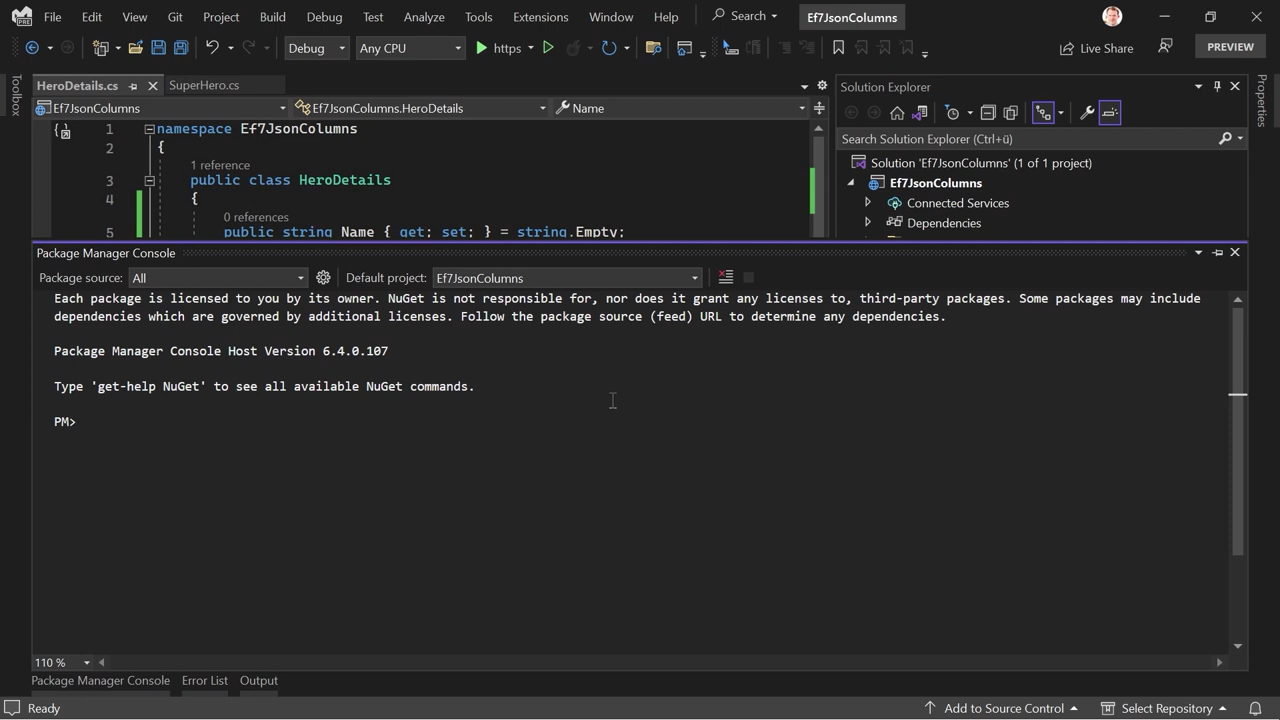 File Edit View Git Project Build Debug Test Analyze Tools Extensions Window Help Search Ef7JsonColumns
PRE
Debug Any CPU https Live Share PREVIEW
Toolbox
HeroDetails.cs SuperHero.cs
Ef7JsonColumns Ef7JsonColumns.HeroDetails Name
1 namespace Ef7JsonColumns
2 {
1 reference
3 public class HeroDetails
4 {
0 references
5 public string Name { get; set; } = string.Empty;
Solution Explorer
Search Solution Explorer (Ctrl+ü)
Solution 'Ef7JsonColumns' (1 of 1 project)
Ef7JsonColumns
Connected Services
Dependencies
Properties
Package Manager Console
Package source: All Default project: Ef7JsonColumns
Each package is licensed to you by its owner. NuGet is not responsible for, nor does it grant any licenses to, third-party packages. Some packages may include
dependencies which are governed by additional licenses. Follow the package source (feed) URL to determine any dependencies.
Package Manager Console Host Version 6.4.0.107
Type 'get-help NuGet' to see all available NuGet commands.
PM>
110 %
Package Manager Console Error List Output
Ready Add to Source Control Select Repository